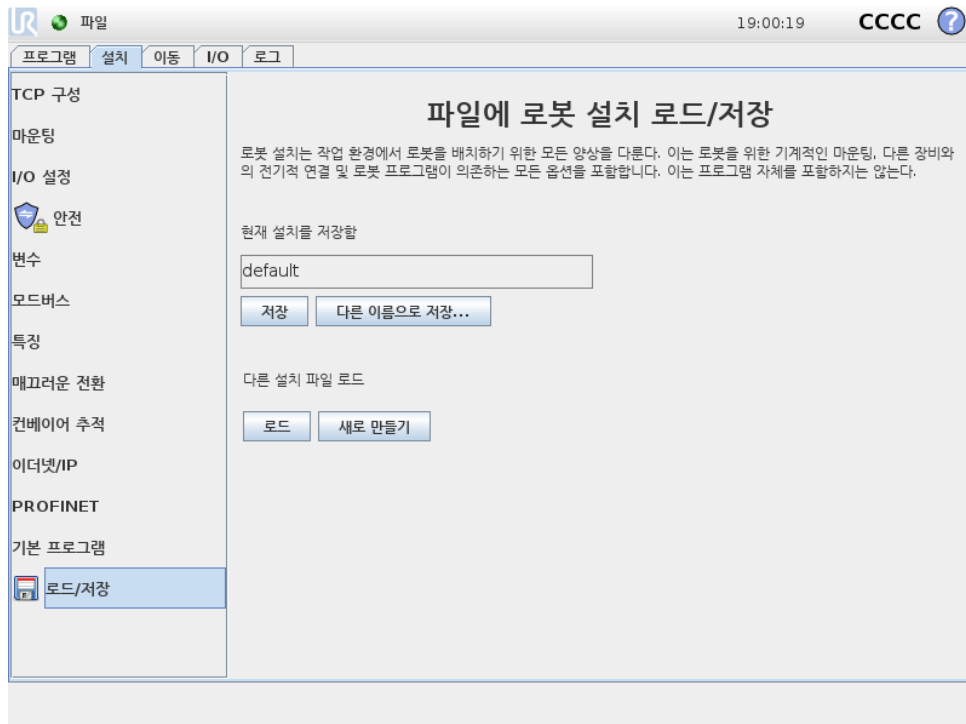 UR 파일 19:00:19 CCCC ?
프로그램 설치 이동 I/O 로그
TCP 구성
마운팅
I/O 설정
안전
변수
모드버스
특징
매끄러운 전환
컨베이어 추적
이더넷/IP
PROFINET
기본 프로그램
로드/저장
파일에 로봇 설치 로드/저장
로봇 설치는 작업 환경에서 로봇을 배치하기 위한 모든 양상을 다룬다. 이는 로봇을 위한 기계적인 마운팅, 다른 장비와
의 전기적 연결 및 로봇 프로그램이 의존하는 모든 옵션을 포함합니다. 이는 프로그램 자체를 포함하지는 않는다.
현재 설치를 저장함
default
저장 다른 이름으로 저장...
다른 설치 파일 로드
로드 새로 만들기